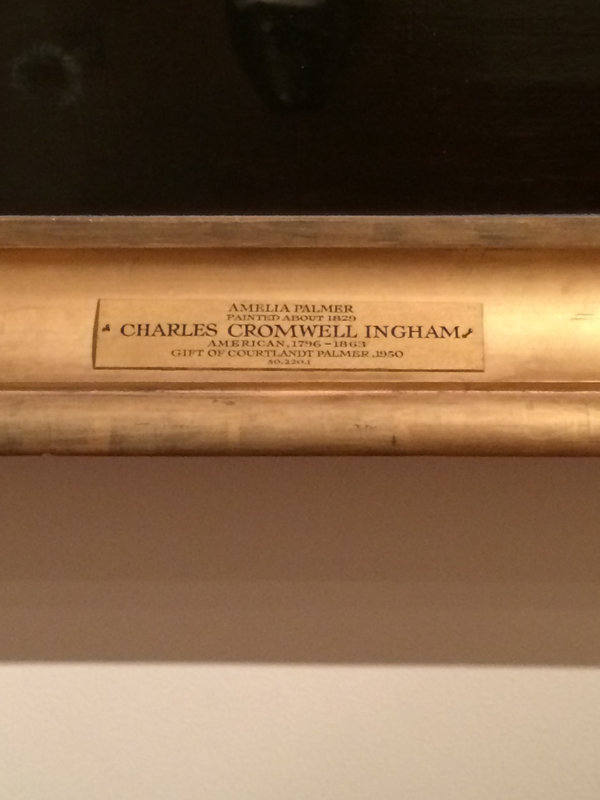 AMELIA PALMER
PAINTED ABOUT 1829
CHARLES CROMWELL INGHAM
AMERICAN, 1796-1863
GIFT OF COURTLANDT PALMER, 1950
50.220.1